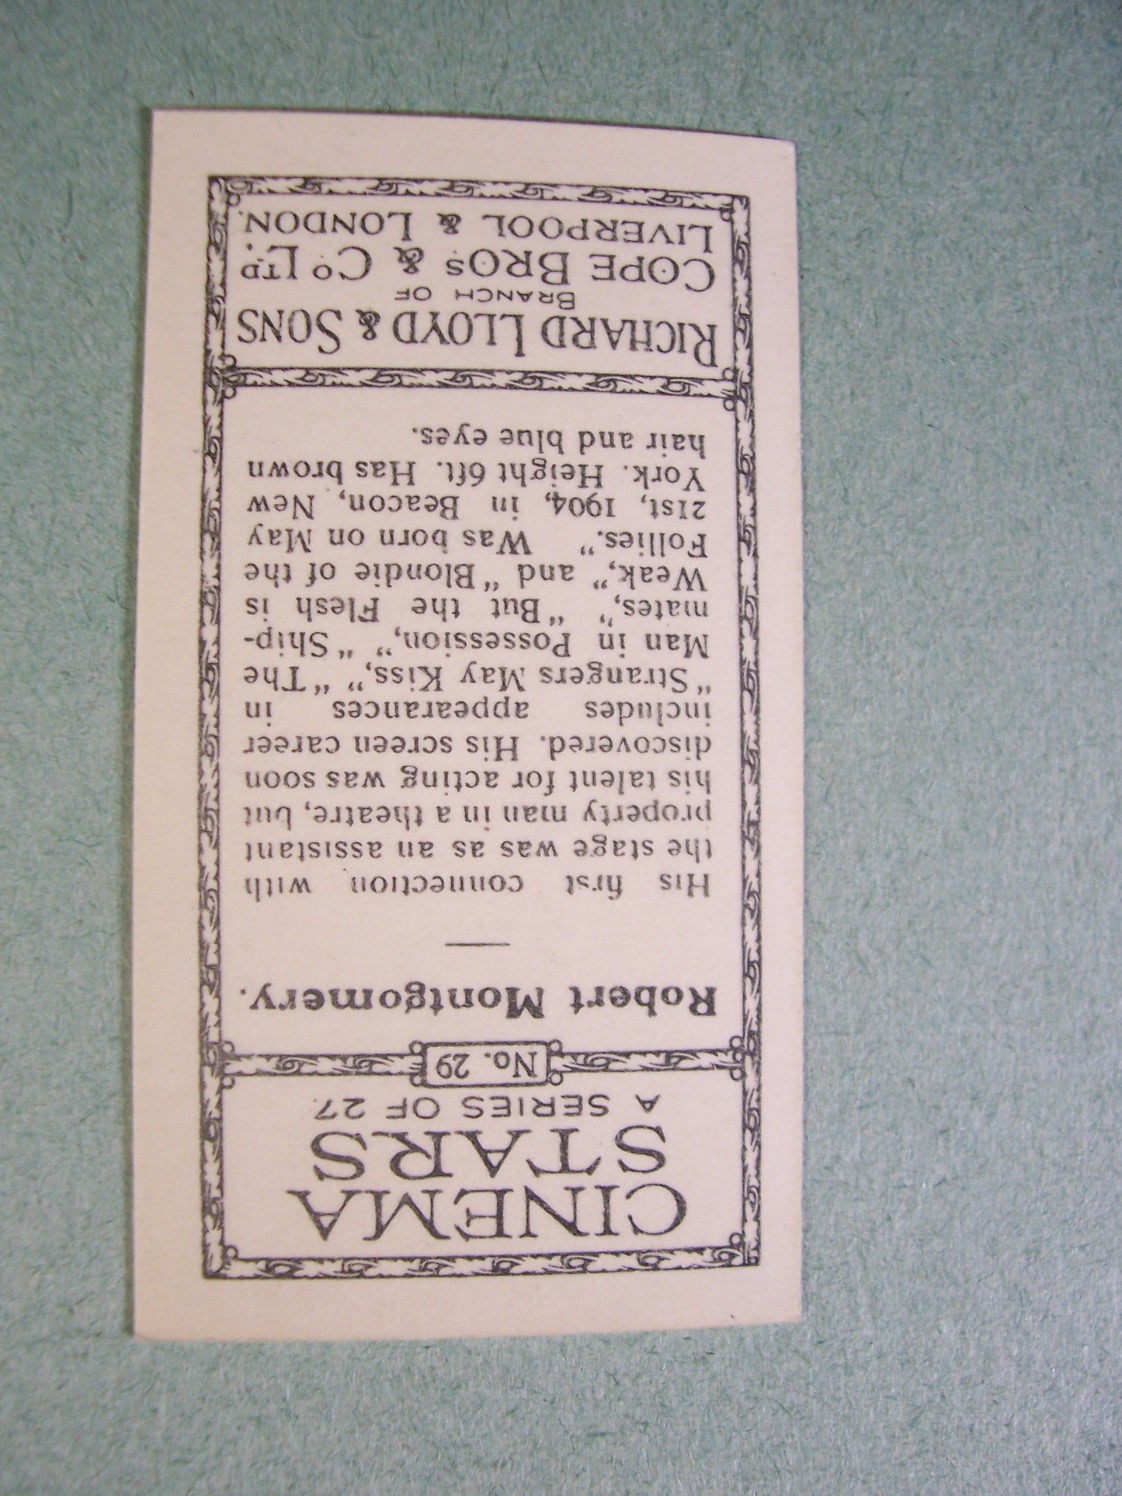 CINEMA
STARS
A SERIES OF 27.
No. 29
Robert Montgomery.
His first connection with
the stage was as an assistant
property man in a theatre, but
his talent for acting was soon
discovered. His screen career
includes appearances in
"Strangers May Kiss," "The
Man in Possession," "Ship-
mates," "But the Flesh is
Weak," and "Blondie of the
Follies." Was born on May
21st, 1904, in Beacon, New
York. Height 6ft. Has brown
hair and blue eyes.
RICHARD LLOYD & SONS
BRANCH OF
COPE BROS & CO LTD.
LIVERPOOL & LONDON.